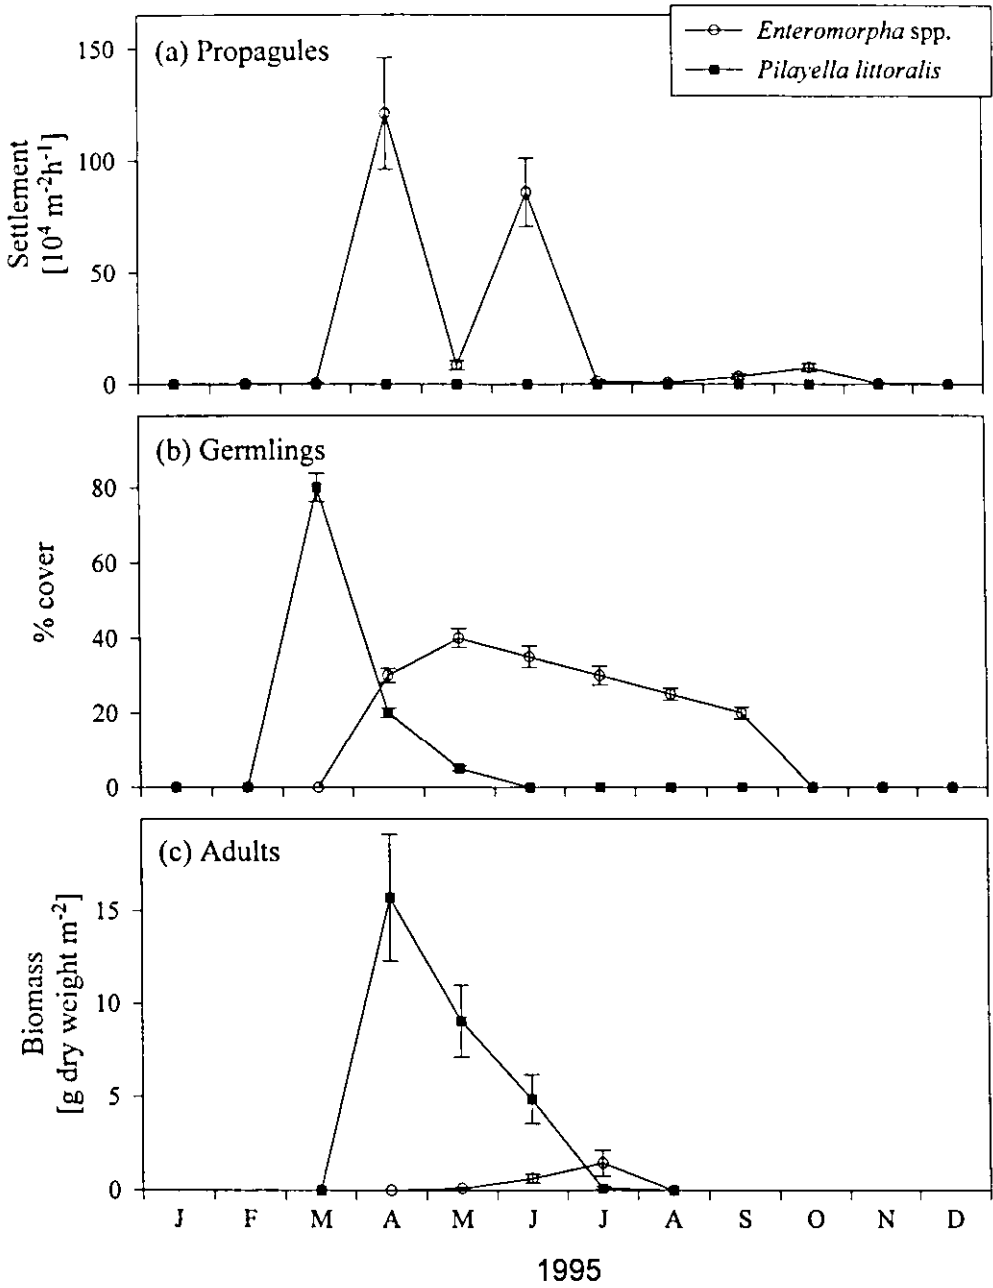 Enteromorpha spp.
Pilayella littoralis
(a) Propagules
150
100
50
0
Settlement
[10⁴ m⁻²h⁻¹]
(b) Germlings
80
60
40
20
0
% cover
(c) Adults
15
10
5
0
Biomass
[g dry weight m⁻²]
J F M A M J J A S O N D
1995